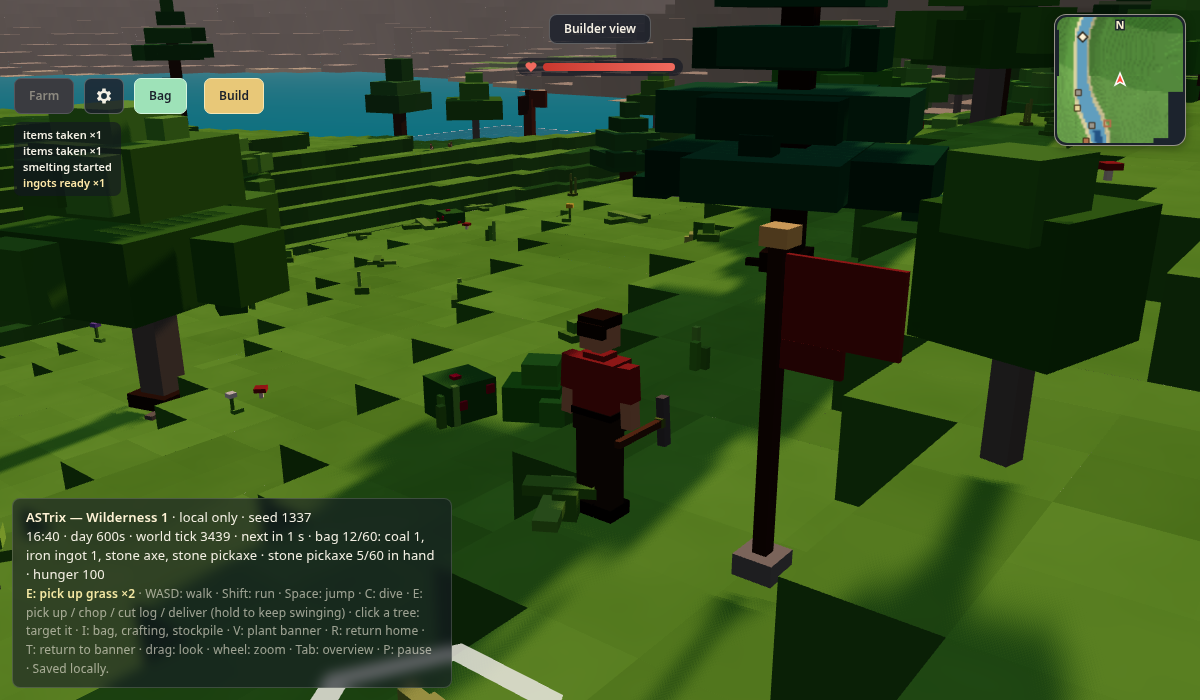 Builder view
N
Farm
Bag
Build
items taken ×1
items taken ×1
smelting started
ingots ready ×1
ASTrix — Wilderness 1 · local only · seed 1337
16:40 · day 600s · world tick 3439 · next in 1 s · bag 12/60: coal 1,
iron ingot 1, stone axe, stone pickaxe · stone pickaxe 5/60 in hand
· hunger 100
E: pick up grass ×2 · WASD: walk · Shift: run · Space: jump · C: dive · E:
pick up / chop / cut log / deliver (hold to keep swinging) · click a tree:
target it · I: bag, crafting, stockpile · V: plant banner · R: return home ·
T: return to banner · drag: look · wheel: zoom · Tab: overview · P: pause
· Saved locally.